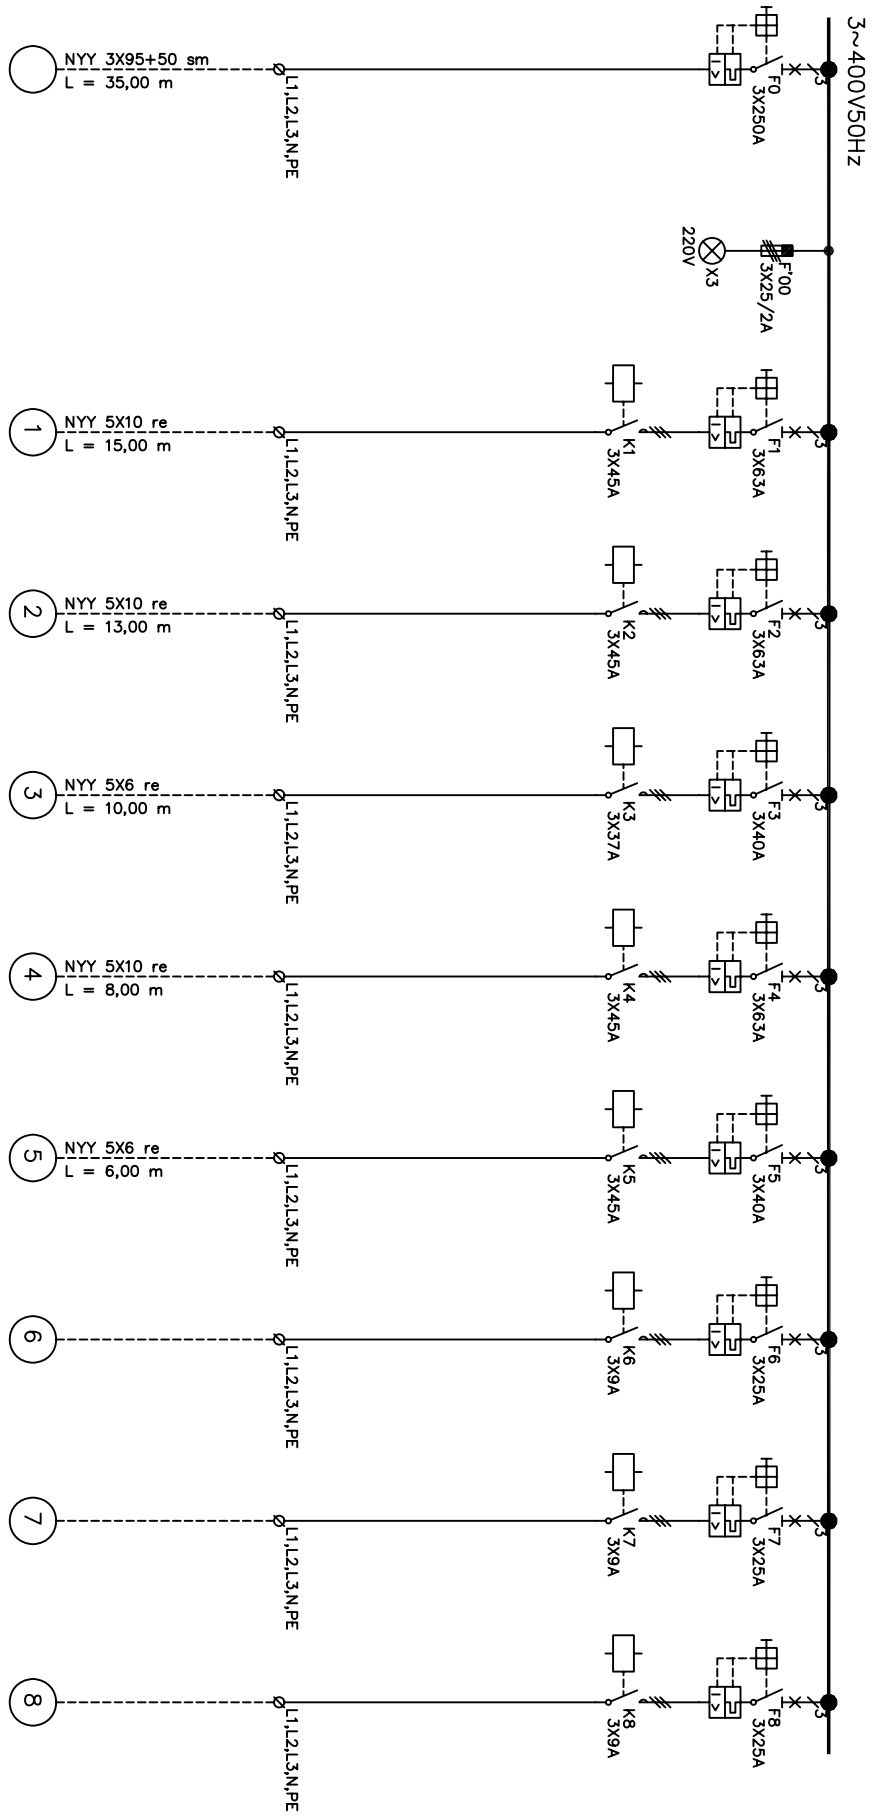 3~400V50Hz
NYY 3X95+50 sm
L = 35,00 m
L1,L2,L3,N,PE
F0
3X250A
3
220V
X3
F'00
3X25/2A
1
NYY 5X10 re
L = 15,00 m
L1,L2,L3,N,PE
K1
3X45A
F1
3X63A
3
2
NYY 5X10 re
L = 13,00 m
L1,L2,L3,N,PE
K2
3X45A
F2
3X63A
3
3
NYY 5X6 re
L = 10,00 m
L1,L2,L3,N,PE
K3
3X37A
F3
3X40A
3
4
NYY 5X10 re
L = 8,00 m
L1,L2,L3,N,PE
K4
3X45A
F4
3X63A
3
5
NYY 5X6 re
L = 6,00 m
L1,L2,L3,N,PE
K5
3X45A
F5
3X40A
3
6
L1,L2,L3,N,PE
K6
3X9A
F6
3X25A
3
7
L1,L2,L3,N,PE
K7
3X9A
F7
3X25A
3
8
L1,L2,L3,N,PE
K8
3X9A
F8
3X25A
3